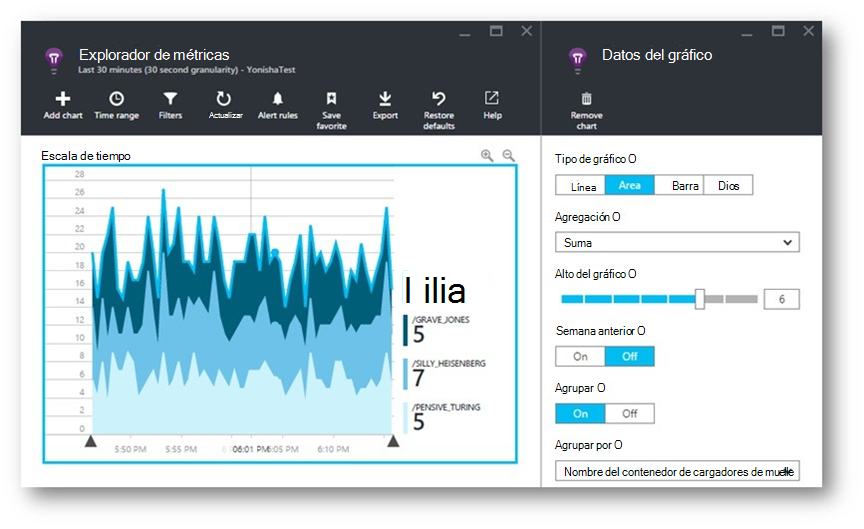 Explorador de métricas
Last 30 minutes (30 second granularity) - YonishaTest
Add chart
Time range
Filters
Actualizar
Alert rules
Save favorite
Export
Restore defaults
Help
Escala de tiempo
28
26
24
22
20
18
16
14
12
10
8
6
4
2
0
5:50 PM
5:55 PM
06:01 PM
6:05 PM
6:10 PM
I ilia
/GRAVE_JONES
5
/SILLY_HEISENBERG
7
/PENSIVE_TURING
5
Datos del gráfico
Remove chart
Tipo de gráfico O
Línea
Area
Barra
Dios
Agregación O
Suma
Alto del gráfico O
6
Semana anterior O
On
Off
Agrupar O
On
Off
Agrupar por O
Nombre del contenedor de cargadores de muelle